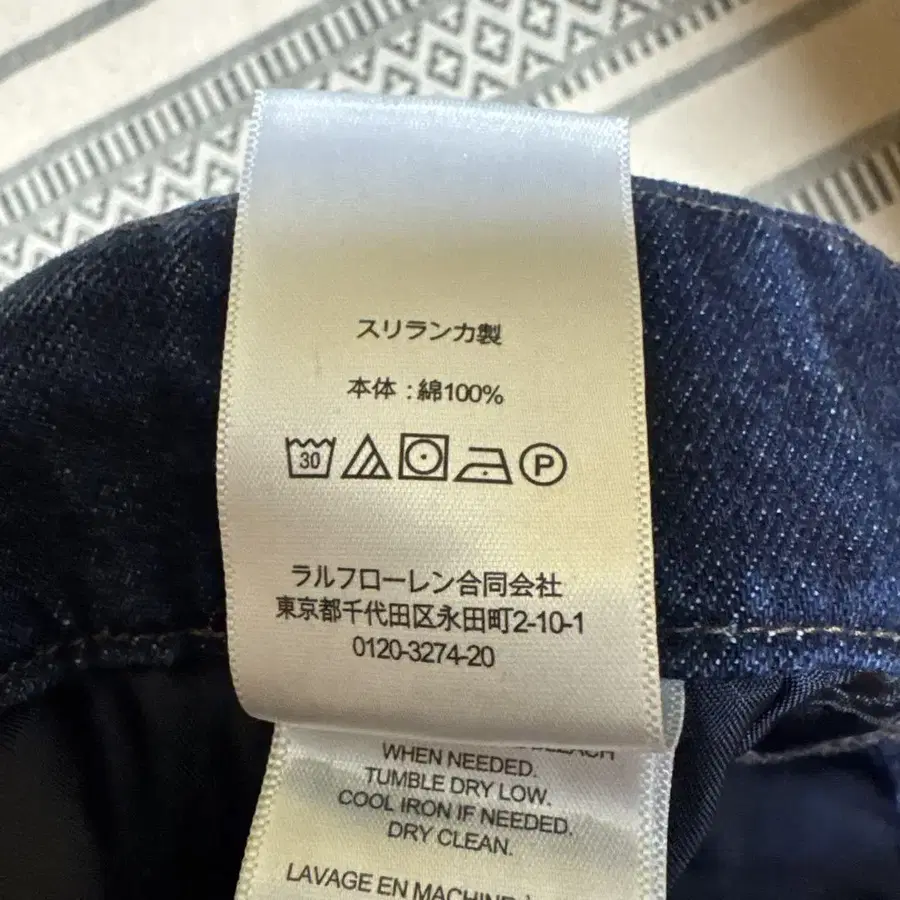 スリランカ製
本体:綿100%
30
P
ラルフローレン合同会社
東京都千代田区永田町2-10-1
0120-3274-20
BLEACH
WHEN NEEDED.
TUMBLE DRY LOW.
COOL IRON IF NEEDED.
DRY CLEAN.
LAVAGE EN MACHINE